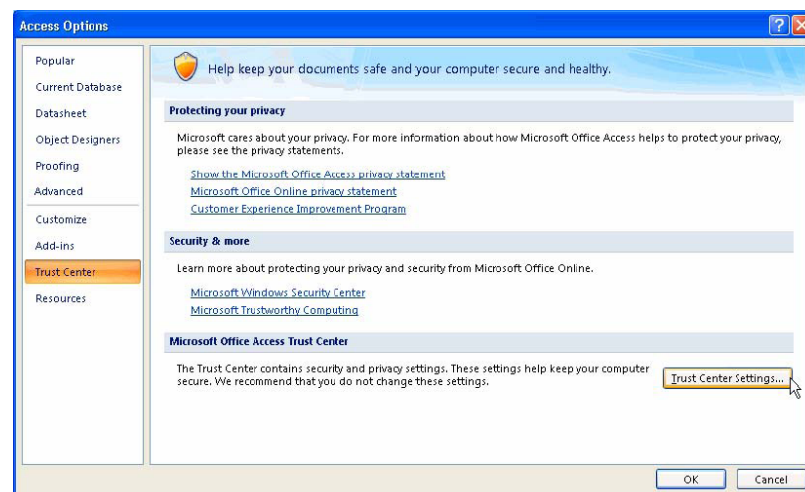 Access Options
Popular
Current Database
Datasheet
Object Designers
Proofing
Advanced
Customize
Add-ins
Trust Center
Resources
Help keep your documents safe and your computer secure and healthy.
Protecting your privacy
Microsoft cares about your privacy. For more information about how Microsoft Office Access helps to protect your privacy,
please see the privacy statements.
Show the Microsoft Office Access privacy statement
Microsoft Office Online privacy statement
Customer Experience Improvement Program
Security & more
Learn more about protecting your privacy and security from Microsoft Office Online.
Microsoft Windows Security Center
Microsoft Trustworthy Computing
Microsoft Office Access Trust Center
The Trust Center contains security and privacy settings. These settings help keep your computer
secure. We recommend that you do not change these settings.
Trust Center Settings...
OK
Cancel